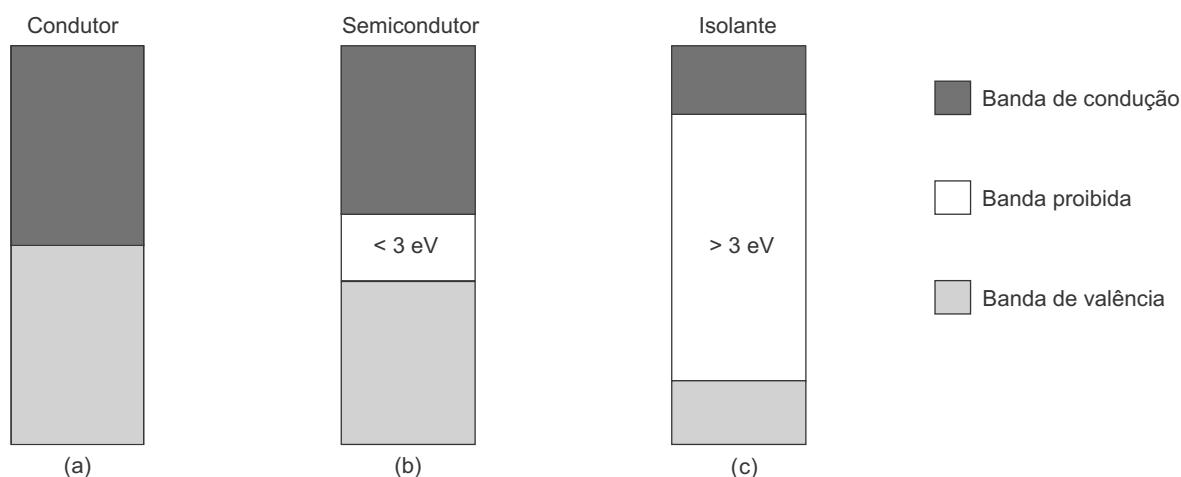 Condutor
Semicondutor
Isolante
Banda de condução
Banda proibida
< 3 eV
> 3 eV
Banda de valência
(a)
(b)
(c)